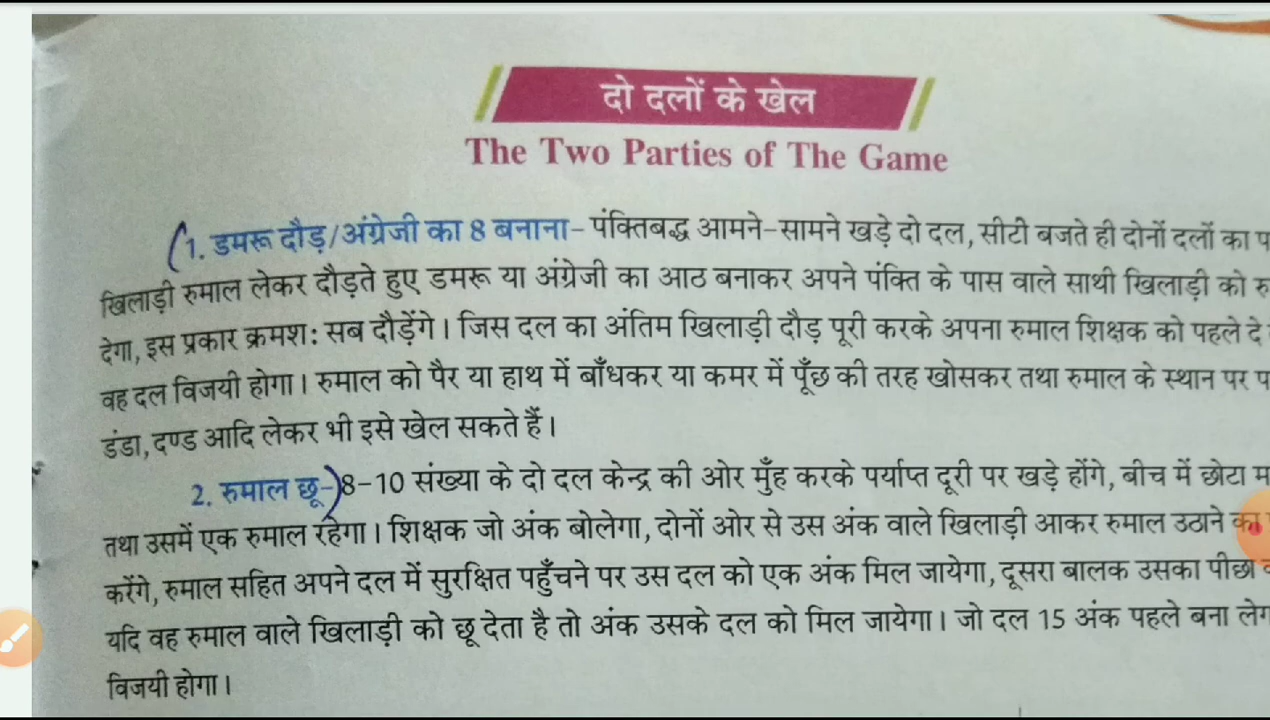 दो दलों के खेल
The Two Parties of The Game
1. डमरू दौड़/अंग्रेजी का 8 बनाना- पंक्तिबद्ध आमने-सामने खड़े दो दल, सीटी बजते ही दोनों दलों का
खिलाड़ी रुमाल लेकर दौड़ते हुए डमरू या अंग्रेजी का आठ बनाकर अपने पंक्ति के पास वाले साथी खिलाड़ी को
देगा, इस प्रकार क्रमश: सब दौड़ेंगे। जिस दल का अंतिम खिलाड़ी दौड़ पूरी करके अपना रुमाल शिक्षक को पहले दे
वह दल विजयी होगा। रुमाल को पैर या हाथ में बाँधकर या कमर में पूँछ की तरह खोसकर तथा रुमाल के स्थान पर
डंडा, दण्ड आदि लेकर भी इसे खेल सकते हैं।
2. रुमाल छू-8-10 संख्या के दो दल केन्द्र की ओर मुँह करके पर्याप्त दूरी पर खड़े होंगे, बीच में छोटा
तथा उसमें एक रुमाल रहेगा। शिक्षक जो अंक बोलेगा, दोनों ओर से उस अंक वाले खिलाड़ी आकर रुमाल उठाने का
करेंगे, रुमाल सहित अपने दल में सुरक्षित पहुँचने पर उस दल को एक अंक मिल जायेगा, दूसरा बालक उसका पीछा
यदि वह रुमाल वाले खिलाड़ी को छू देता है तो अंक उसके दल को मिल जायेगा। जो दल 15 अंक पहले बना
विजयी होगा।